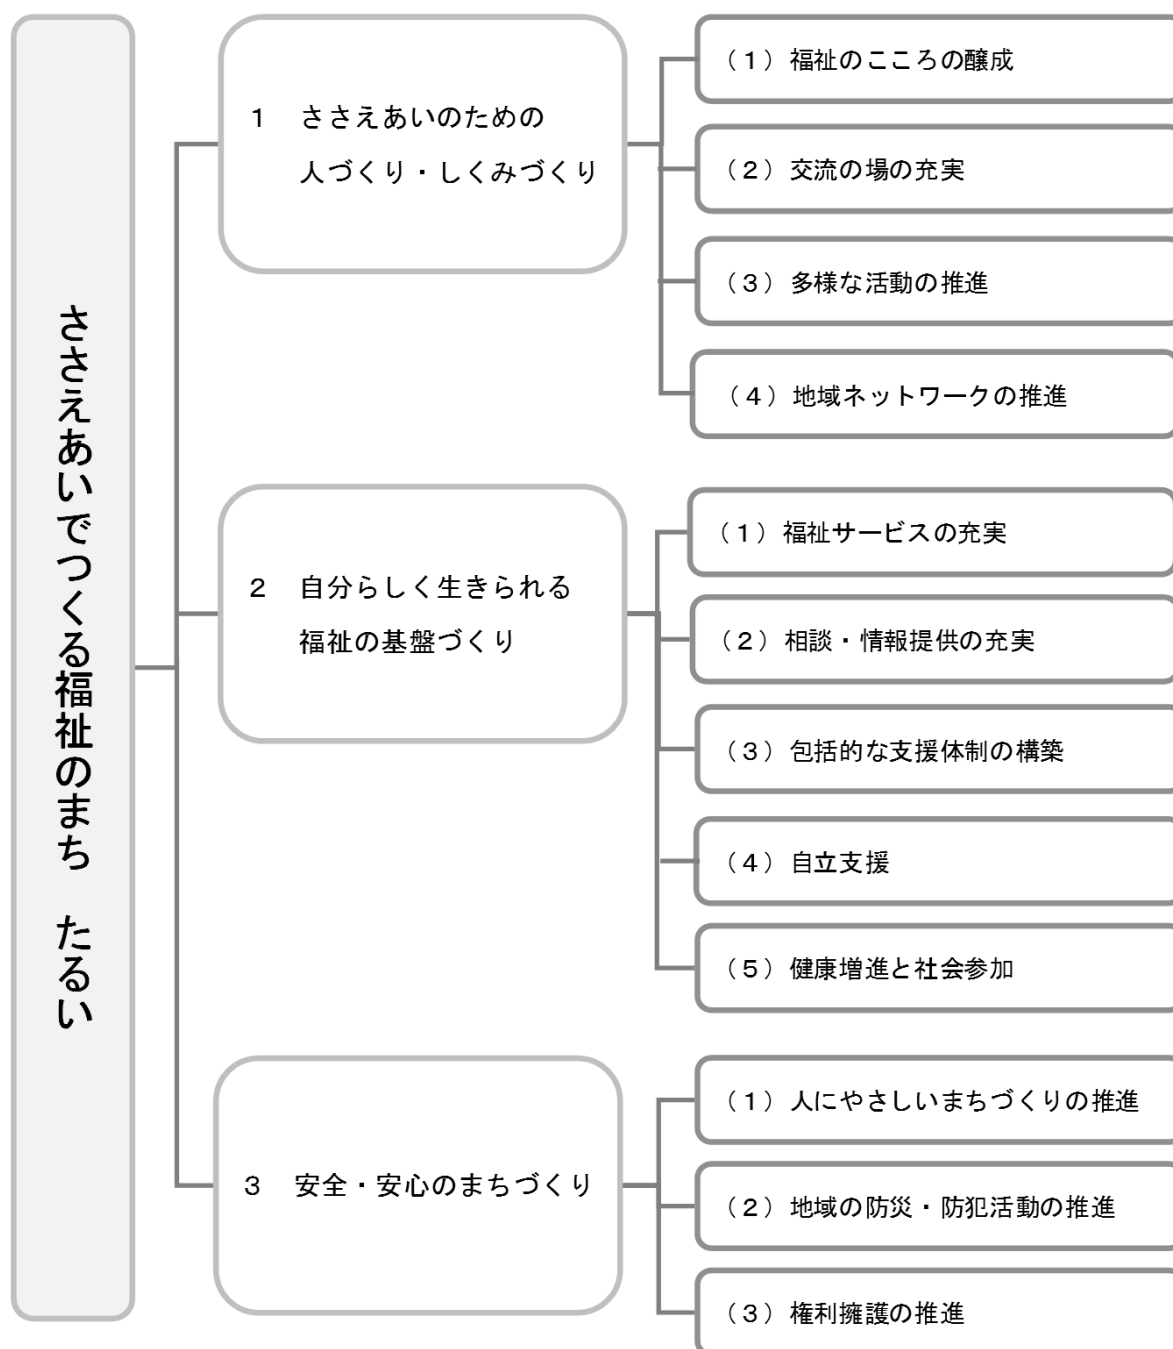 ささえあいでつくる福祉のまち　たるい
１　ささえあいのための
人づくり・しくみづくり
（１）福祉のこころの醸成
（２）交流の場の充実
（３）多様な活動の推進
（４）地域ネットワークの推進
２　自分らしく生きられる
福祉の基盤づくり
（１）福祉サービスの充実
（２）相談・情報提供の充実
（３）包括的な支援体制の構築
（４）自立支援
（５）健康増進と社会参加
３　安全・安心のまちづくり
（１）人にやさしいまちづくりの推進
（２）地域の防災・防犯活動の推進
（３）権利擁護の推進